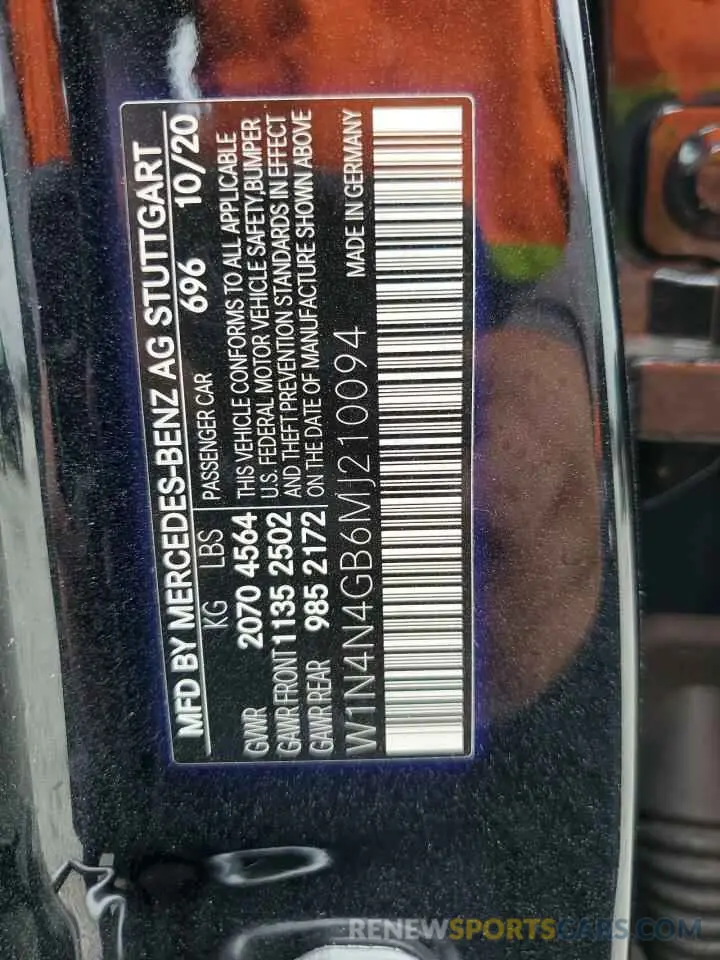 MFD BY MERCEDES-BENZ AG STUTTGART
696 10/20
KG LBS
PASSENGER CAR
GVWR 2070 4564
GAWR FRONT 1135 2502
GAWR REAR 985 2172
THIS VEHICLE CONFORMS TO ALL APPLICABLE
U.S. FEDERAL MOTOR VEHICLE SAFETY,BUMPER
AND THEFT PREVENTION STANDARDS IN EFFECT
ON THE DATE OF MANUFACTURE SHOWN ABOVE
W1N4N4GB6MJ210094 MADE IN GERMANY
RENEWSPORTSCARS.COM